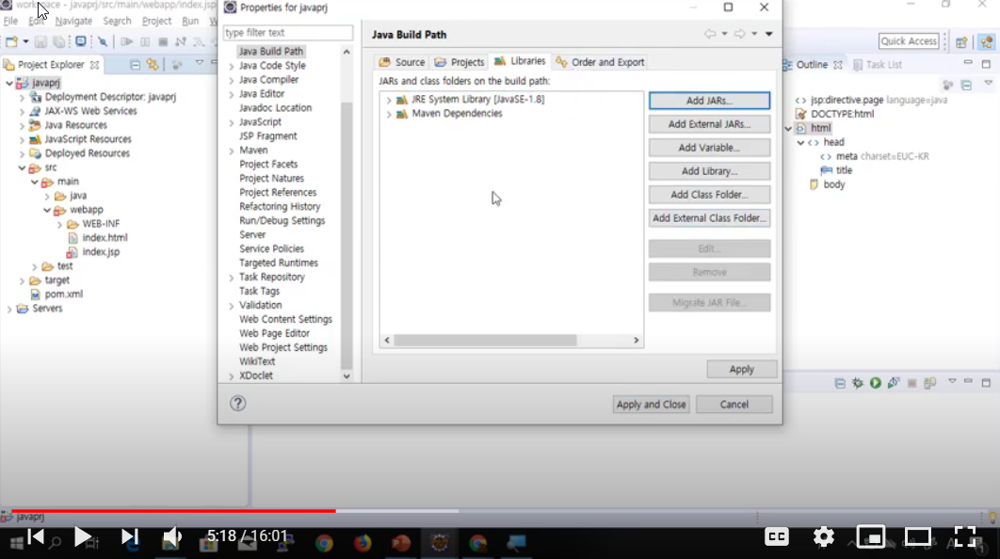 workspace - javaprj/src/main/webapp/index.jsp
File Edit Navigate Search Project Run W
Quick Access
Project Explorer
javaprj
Deployment Descriptor: javaprj
JAX-WS Web Services
Java Resources
JavaScript Resources
Deployed Resources
src
main
java
webapp
WEB-INF
index.html
index.jsp
test
target
pom.xml
Servers
Properties for javaprj
type filter text
Java Build Path
Java Code Style
Java Compiler
Java Editor
Javadoc Location
JavaScript
JSP Fragment
Maven
Project Facets
Project Natures
Project References
Refactoring History
Run/Debug Settings
Server
Service Policies
Targeted Runtimes
Task Repository
Task Tags
Validation
Web Content Settings
Web Page Editor
Web Project Settings
WikiText
XDoclet
Java Build Path
Source Projects Libraries Order and Export
JARs and class folders on the build path:
JRE System Library [JavaSE-1.8]
Maven Dependencies
Add JARs...
Add External JARs...
Add Variable...
Add Library...
Add Class Folder...
Add External Class Folder...
Edit...
Remove
Migrate JAR File...
Apply
Apply and Close Cancel
Outline Task List
jsp:directive.page language=java
DOCTYPE:html
html
head
meta charset=EUC-KR
title
body
javaprj
5:18 / 16:01
CC